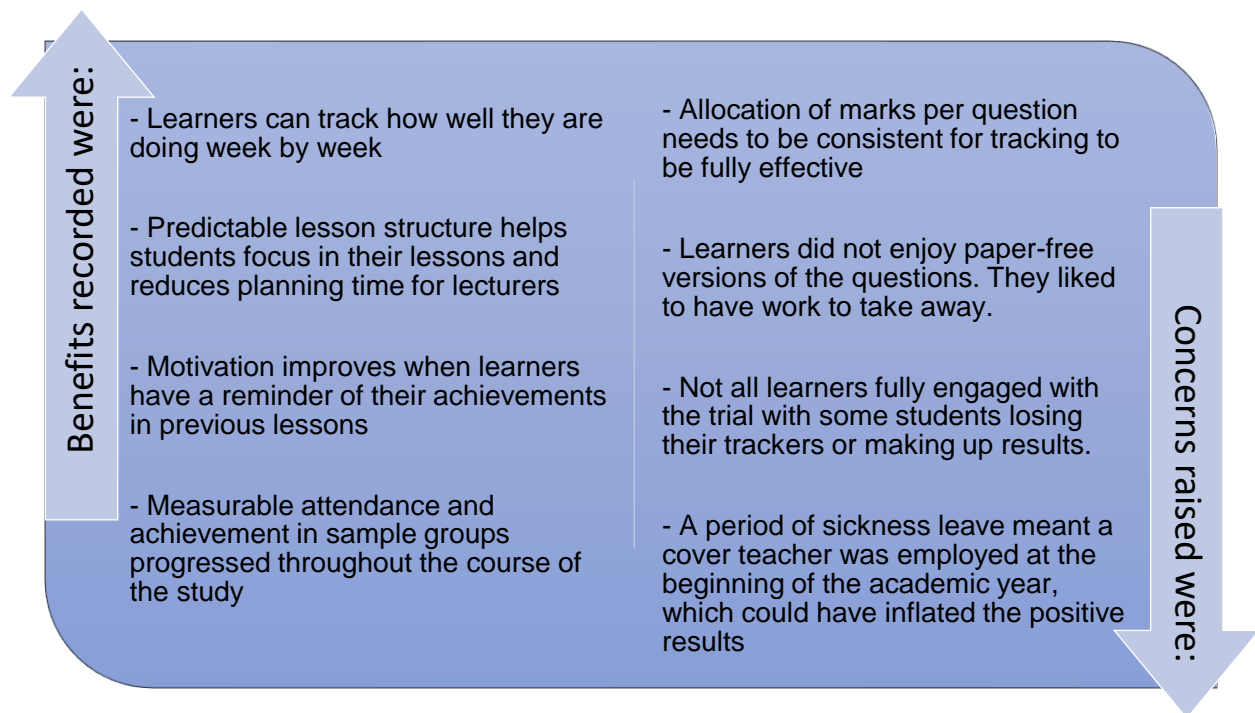 Benefits recorded were:
- Learners can track how well they are
doing week by week
- Predictable lesson structure helps
students focus in their lessons and
reduces planning time for lecturers
- Motivation improves when learners
have a reminder of their achievements
in previous lessons
- Measurable attendance and
achievement in sample groups
progressed throughout the course of
the study
- Allocation of marks per question
needs to be consistent for tracking to
be fully effective
- Learners did not enjoy paper-free
versions of the questions. They liked
to have work to take away.
- Not all learners fully engaged with
the trial with some students losing
their trackers or making up results.
- A period of sickness leave meant a
cover teacher was employed at the
beginning of the academic year,
which could have inflated the positive
results
Concerns raised were: